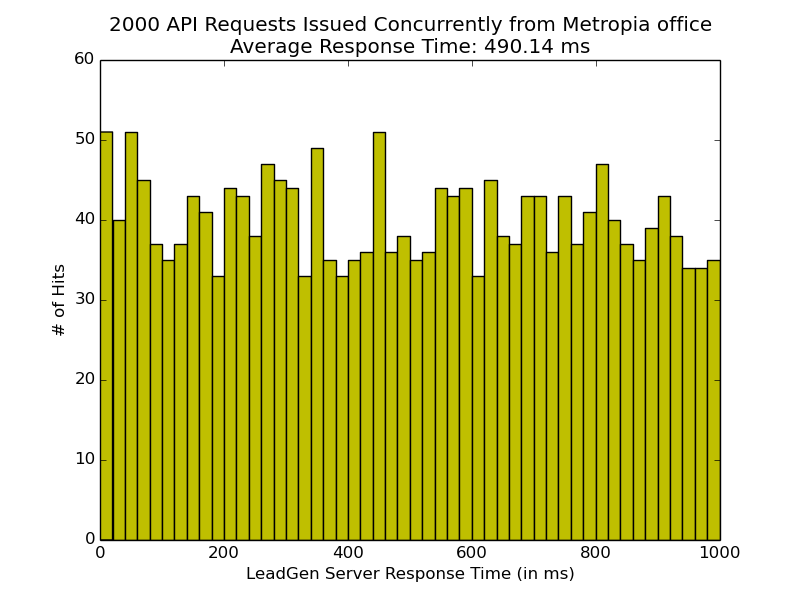 2000 API Requests Issued Concurrently from Metropia office
Average Response Time: 490.14 ms
60
50
40
30
20
10
0
# of Hits
0 200 400 600 800 1000
LeadGen Server Response Time (in ms)